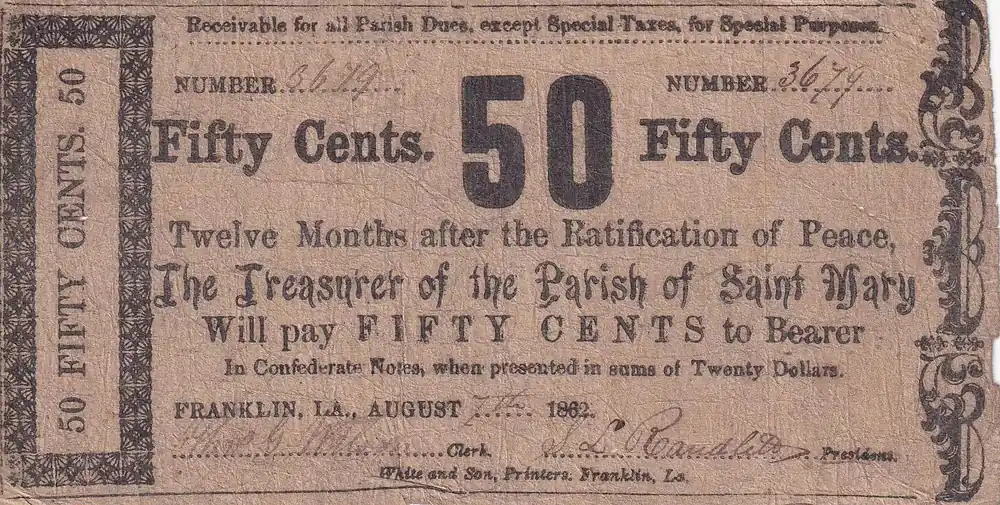 Receivable for all Parish Dues, except Special Taxes, for Special Purposes.
50 FIFTY CENTS. 50
NUMBER 3679 NUMBER 3679
Fifty Cents. 50 Fifty Cents.
Twelve Months after the Ratification of Peace,
The Treasurer of the Parish of Saint Mary
Will pay FIFTY CENTS to Bearer
In Confederate Notes, when presented in sums of Twenty Dollars.
FRANKLIN, LA., AUGUST 7th 1862.
Clerk. President.
White and Son, Printers. Franklin, La.